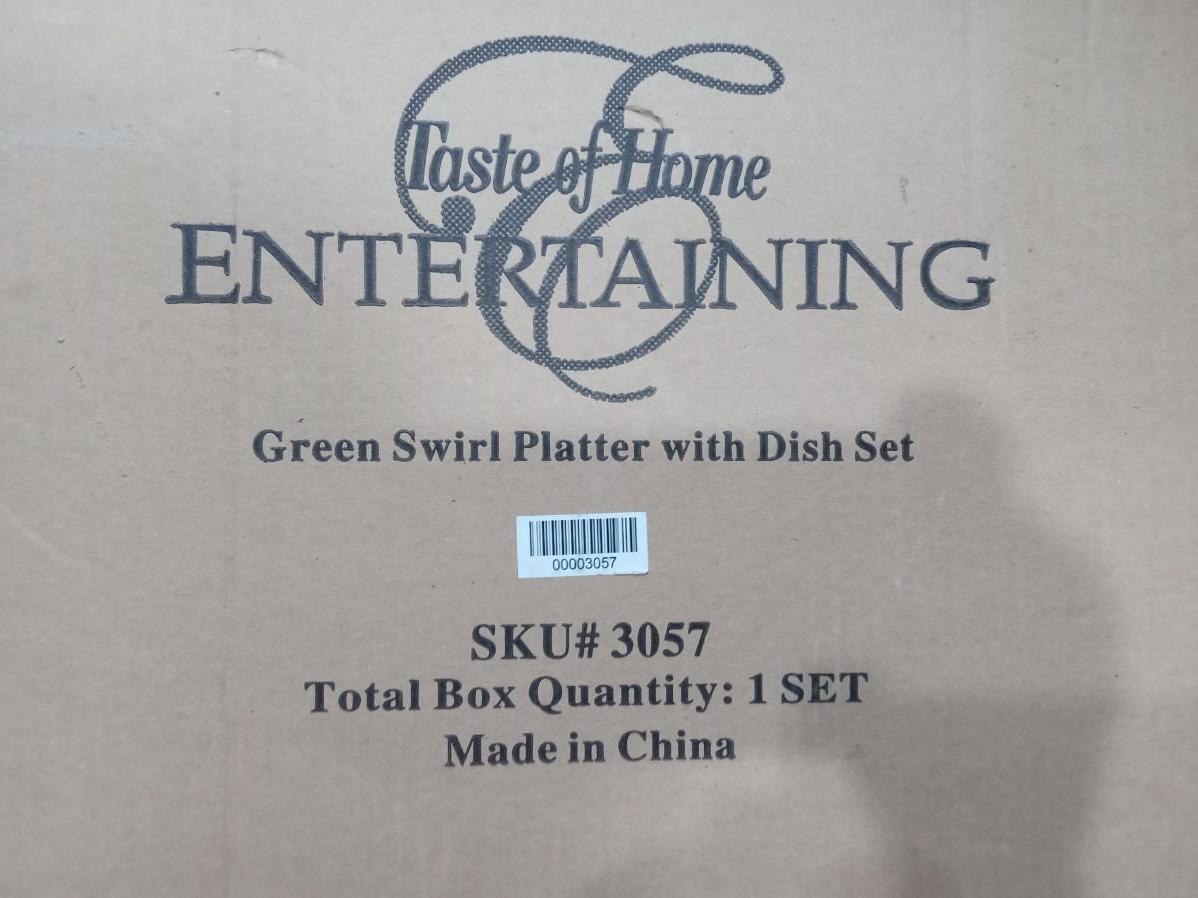 Taste of Home
ENTERTAINING
Green Swirl Platter with Dish Set
00003057
SKU# 3057
Total Box Quantity: 1 SET
Made in China